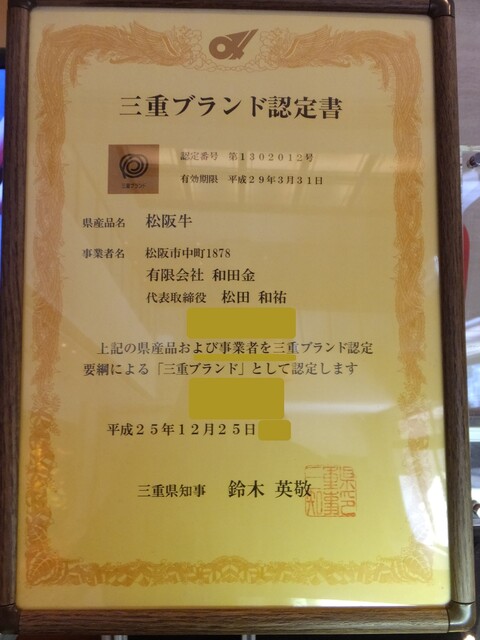 三重ブランド認定書
三重ブランド
認定番号 第1302012号
有効期限 平成29年3月31日
県産品名 松阪牛
事業者名 松阪市中町1878
有限会社 和田金
代表取締役 松田 和祐
上記の県産品および事業者を三重ブランド認定
要綱による「三重ブランド」として認定します
平成25年12月25日
三重県知事 鈴木 英敬